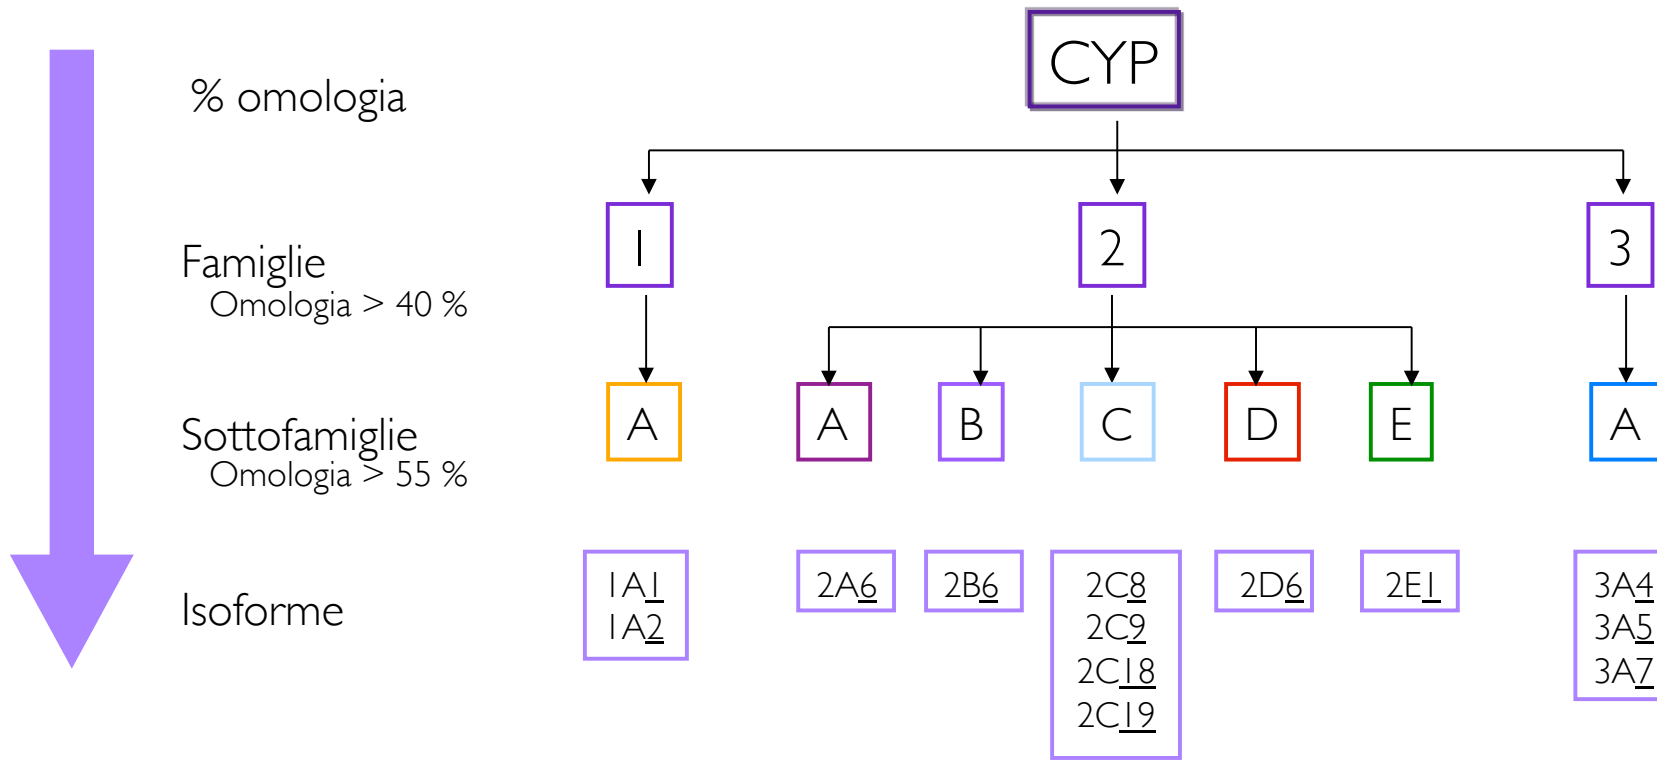 CYP
% omologia
1 2 3
Famiglie
Omologia > 40 %
A A B C D E A
Sottofamiglie
Omologia > 55 %
Isoforme
1A1
1A2
2A6
2B6
2C8
2C9
2C18
2C19
2D6
2E1
3A4
3A5
3A7